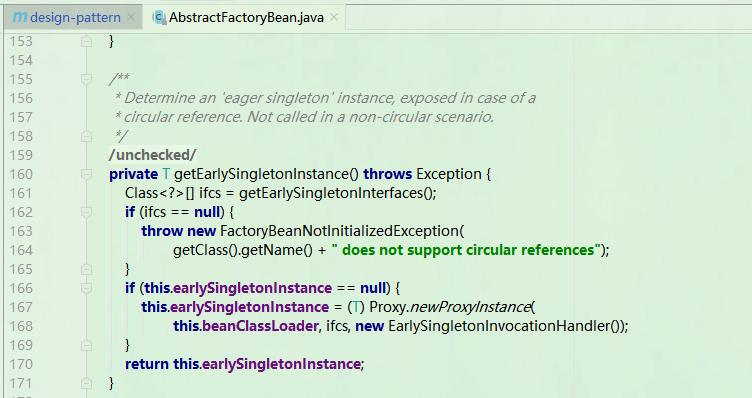 design-pattern AbstractFactoryBean.java
153 }
154
155 /**
156 * Determine an 'eager singleton' instance, exposed in case of a
157 * circular reference. Not called in a non-circular scenario.
158 */
159 /unchecked/
160 private T getEarlySingletonInstance() throws Exception {
161 Class<?>[] ifcs = getEarlySingletonInterfaces();
162 if (ifcs == null) {
163 throw new FactoryBeanNotInitializedException(
164 getClass().getName() + " does not support circular references");
165 }
166 if (this.earlySingletonInstance == null) {
167 this.earlySingletonInstance = (T) Proxy.newProxyInstance(
168 this.beanClassLoader, ifcs, new EarlySingletonInvocationHandler());
169 }
170 return this.earlySingletonInstance;
171 }